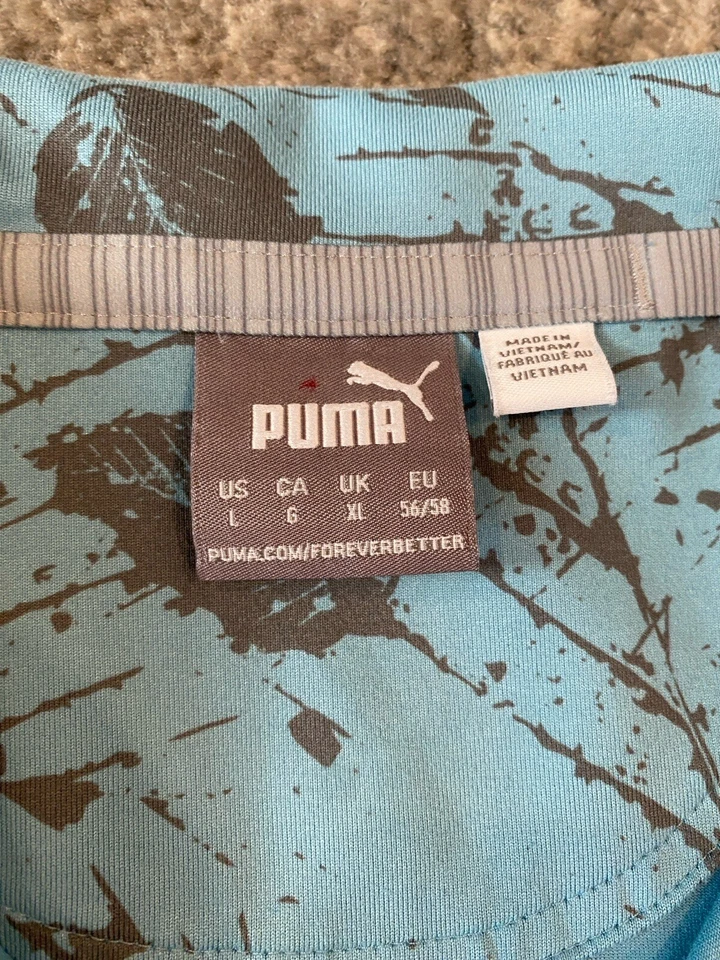 MADE IN
VIETNAM/
FABRIQUÉ AU
VIETNAM
PUMA
US CA UK EU
L G XL 56/58
PUMA.COM/FOREVERBETTER